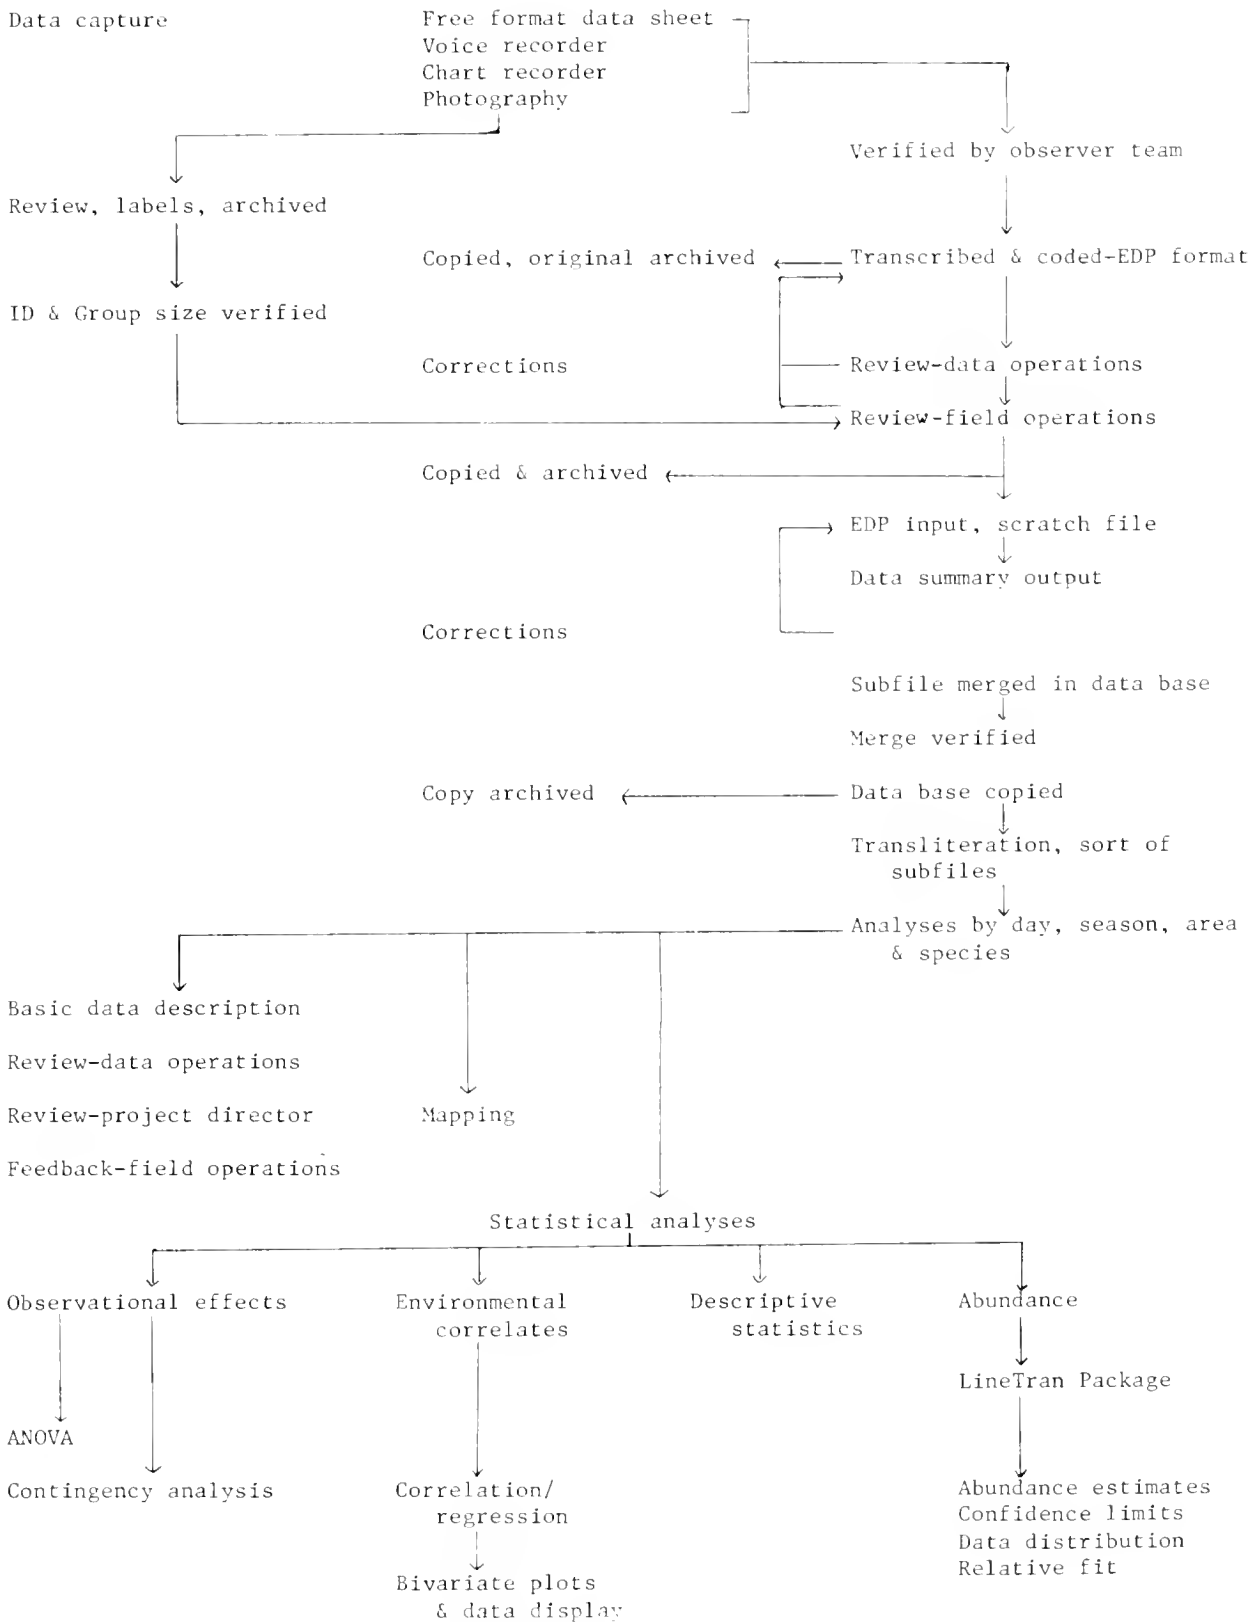 Data capture
Free format data sheet
Voice recorder
Chart recorder
Photography
Verified by observer team
Review, labels, archived
Copied, original archived
Transcribed & coded-EDP format
ID & Group size verified
Corrections
Review-data operations
Review-field operations
Copied & archived
EDP input, scratch file
Data summary output
Corrections
Subfile merged in data base
Merge verified
Copy archived
Data base copied
Transliteration, sort of
subfiles
Analyses by day, season, area
& species
Basic data description
Review-data operations
Review-project director
Mapping
Feedback-field operations
Statistical analyses
Observational effects
Environmental
correlates
Descriptive
statistics
Abundance
LineTran Package
ANOVA
Contingency analysis
Correlation/
regression
Bivariate plots
& data display
Abundance estimates
Confidence limits
Data distribution
Relative fit